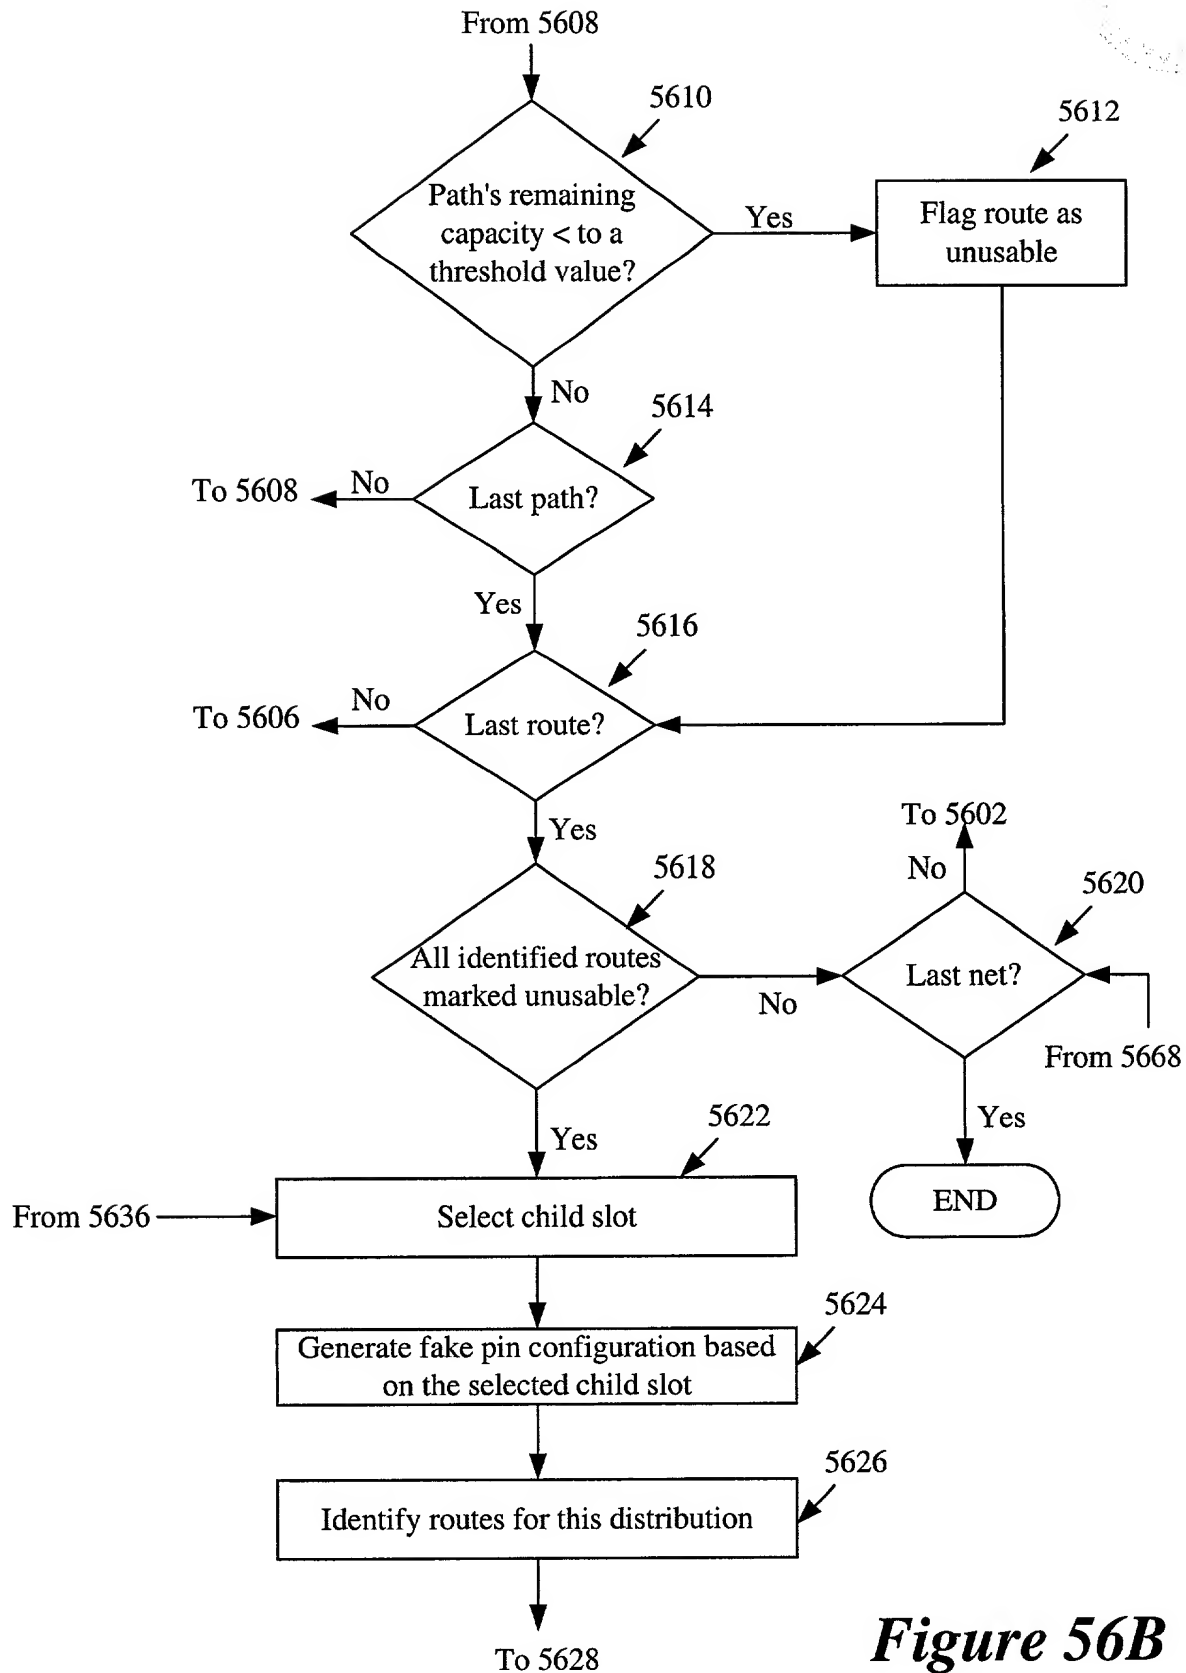 From 5608
5610
5612
Path's remaining
capacity < to a
threshold value?
Yes
Flag route as
unusable
No
5614
To 5608
No
Last path?
Yes
5616
To 5606
No
Last route?
Yes
To 5602
No
5618
5620
All identified routes
marked unusable?
No
Last net?
From 5668
Yes
Yes
5622
From 5636
Select child slot
END
5624
Generate fake pin configuration based
on the selected child slot
5626
Identify routes for this distribution
To 5628
Figure 56B